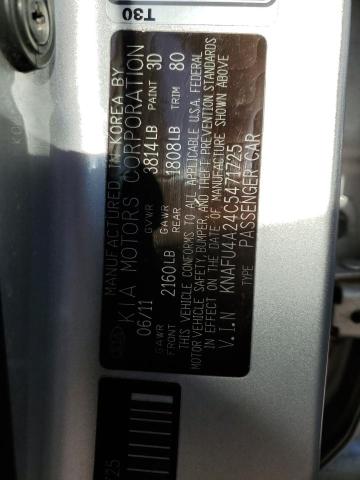 T30
MANUFACTURED IN KOREA BY
KIA MOTORS CORPORATION
06/11 GVWR 3814LB PAINT 3D
GAWR FRONT 2160LB GAWR REAR 1808LB TRIM 80
THIS VEHICLE CONFORMS TO ALL APPLICABLE U.S.A. FEDERAL
MOTOR VEHICLE SAFETY, BUMPER, AND THEFT PREVENTION STANDARDS
IN EFFECT ON THE DATE OF MANUFACTURE SHOWN ABOVE
V.I.N KNAFU4A24C5471725
TYPE PASSENGER CAR
725